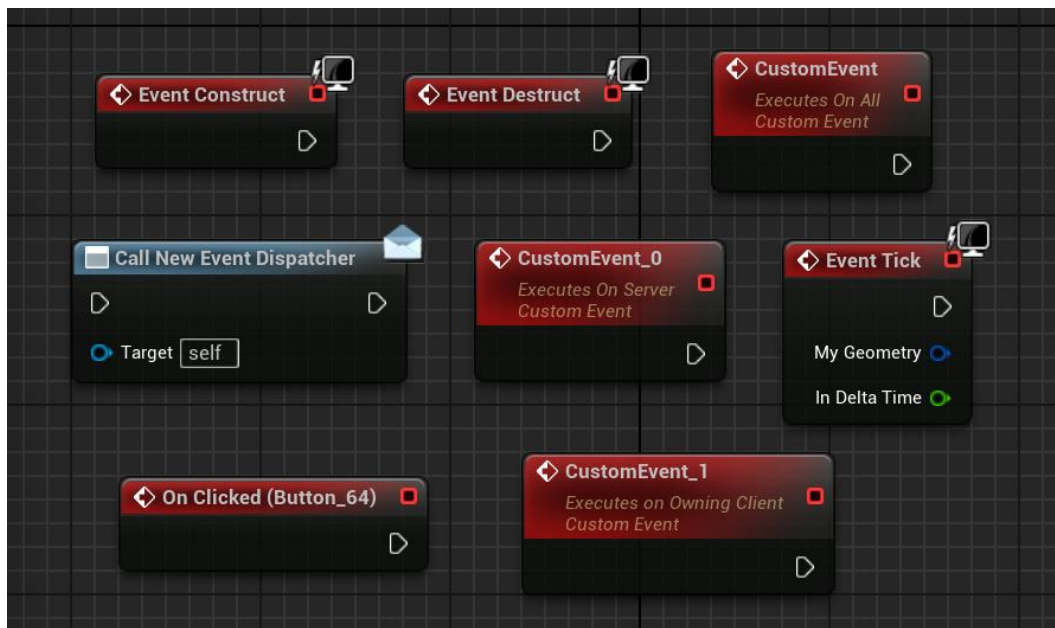 Event Construct
Event Destruct
CustomEvent
Executes On All
Custom Event
Call New Event Dispatcher
Target self
CustomEvent_0
Executes On Server
Custom Event
Event Tick
My Geometry
In Delta Time
On Clicked (Button_64)
CustomEvent_1
Executes on Owning Client
Custom Event